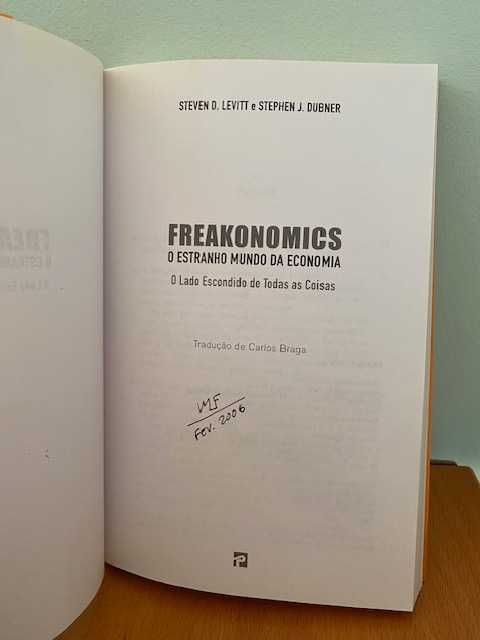 STEVEN D. LEVITT e STEPHEN J. DUBNER
FREAKONOMICS
O ESTRANHO MUNDO DA ECONOMIA
O Lado Escondido de Todas as Coisas
Tradução de Carlos Braga
Fev. 2006